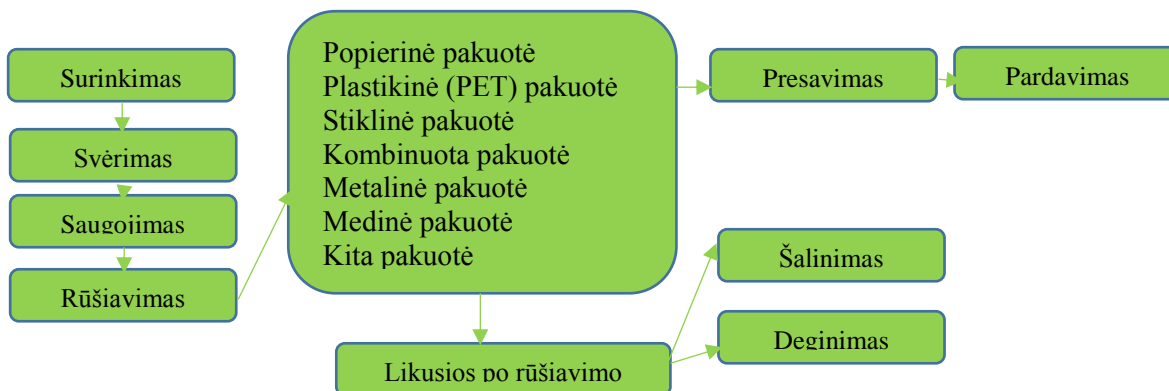 Surinkimas
Svėrimas
Saugojimas
Rūšiavimas
Popierinė pakuotė
Plastikinė (PET) pakuotė
Stiklinė pakuotė
Kombinuota pakuotė
Metalinė pakuotė
Medinė pakuotė
Kita pakuotė
Presavimas
Pardavimas
Šalinimas
Deginimas
Likusios po rūšiavimo